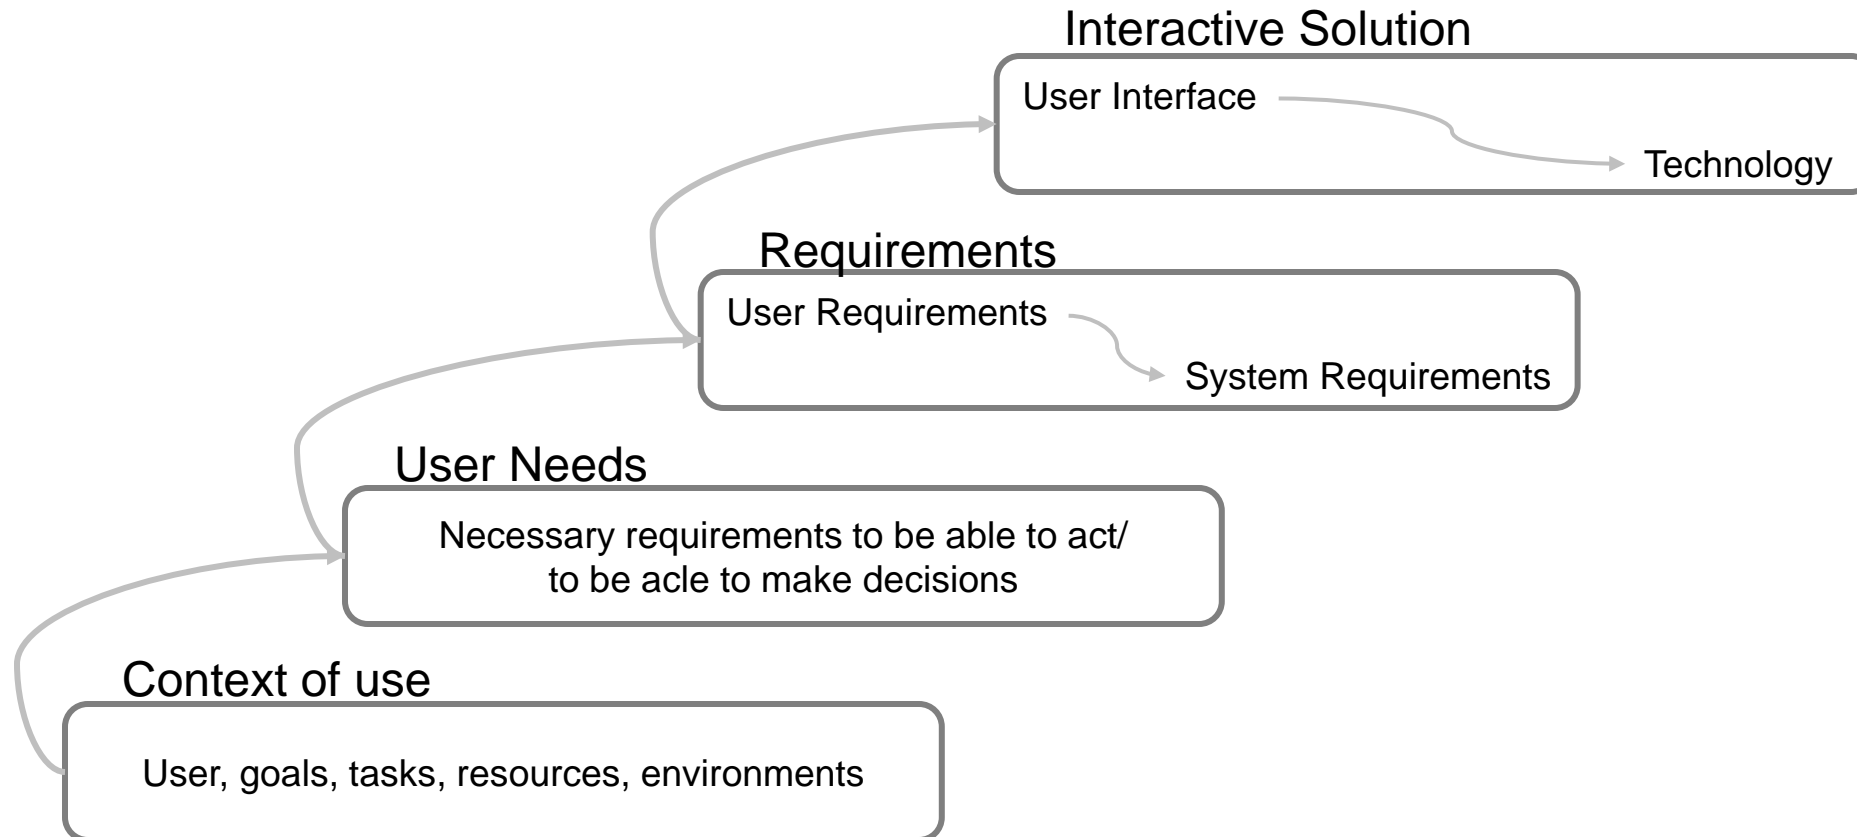 Interactive Solution
User Interface
Technology
Requirements
User Requirements
System Requirements
User Needs
Necessary requirements to be able to act/
to be acle to make decisions
Context of use
User, goals, tasks, resources, environments